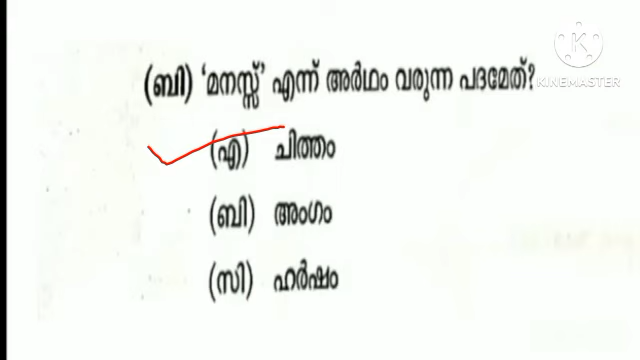 (ബി) 'മനസ്സ്' എന്ന് അർഥം വരുന്ന പദമേത്?
KINEMASTER
(എ) ചിത്തം
(ബി) അംഗം
(സി) ഹർഷം